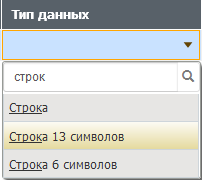 Тип данных
строк
Строка
Строка 13 символов
Строка 6 символов